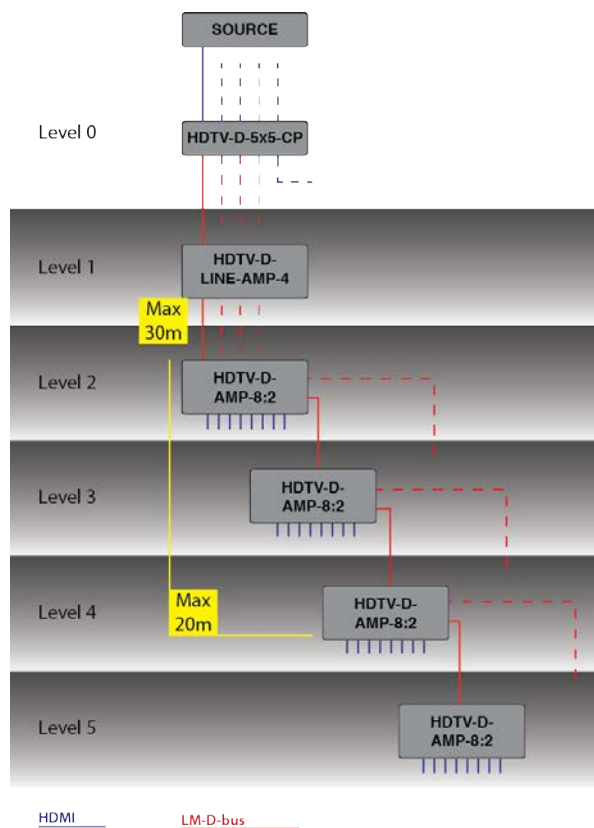 SOURCE
Level 0
HDTV-D-5x5-CP
Level 1
HDTV-D-
LINE-AMP-4
Max
30m
Level 2
HDTV-D-
AMP-8:2
Level 3
HDTV-D-
AMP-8:2
Level 4
Max
20m
HDTV-D-
AMP-8:2
Level 5
HDTV-D-
AMP-8:2
HDMI
LM-D-bus